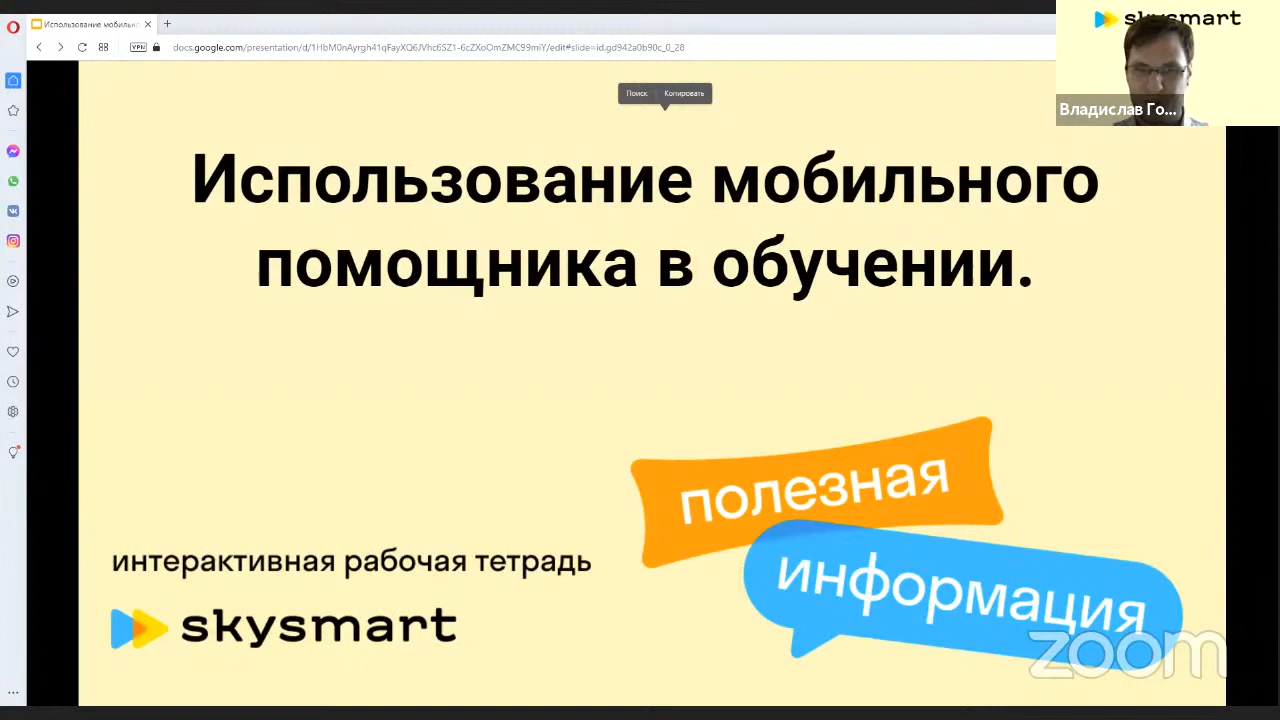 Использование мобильн
docs.google.com/presentation/d/1HbM0nAyrgh41qFayXQ6JVhc6SZ1-6cZXoOmZMC99miY/edit#slide=id.gd942a0b90c_0_28
VPN
skysmart
Владислав Го...
Поиск
Копировать
Использование мобильного
помощника в обучении.
полезная
информация
интерактивная рабочая тетрадь
skysmart
zoom